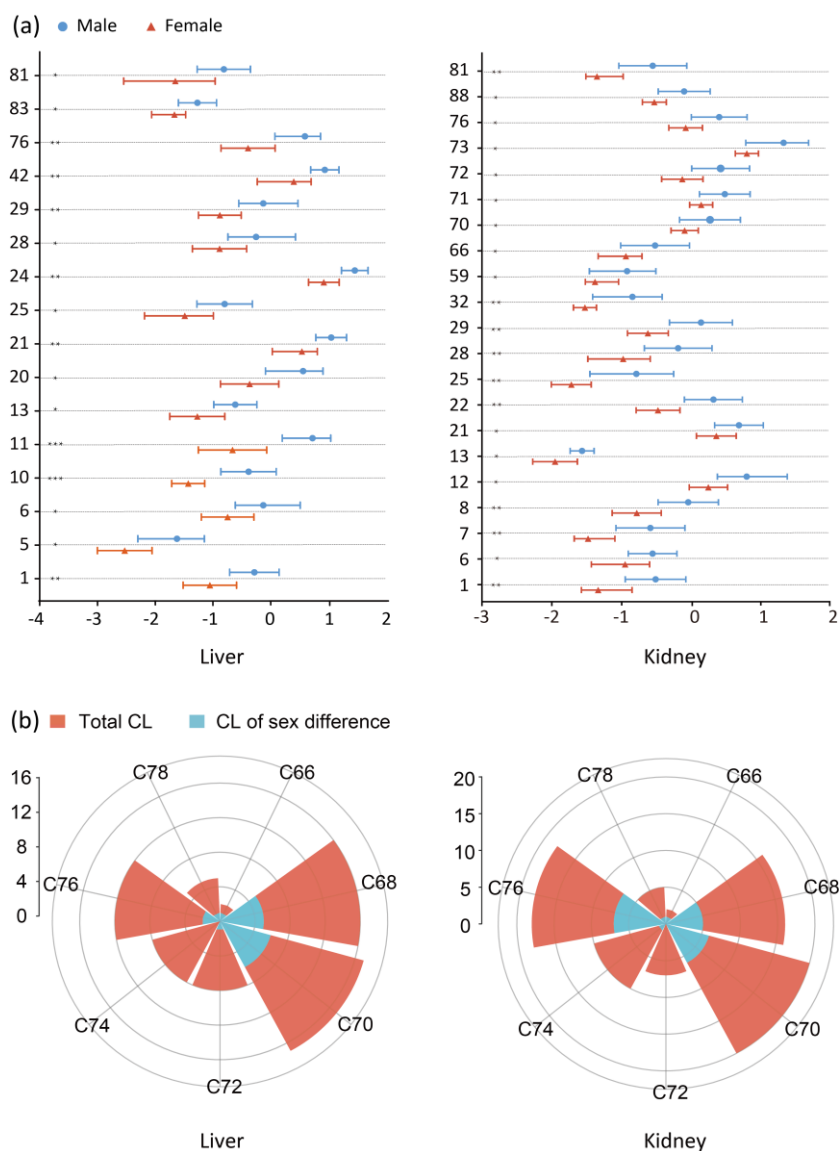 (a) Male Female
81 *
83 *
76 **
42 **
29 **
28 *
24 **
25 *
21 **
20 *
13 *
11 ***
10 ***
6 *
5 *
1 **
-4 -3 -2 -1 0 1 2
Liver
81 **
88 *
76 *
73 *
72 *
71 *
70 *
66 *
59 *
32 **
29 **
28 **
25 **
22 **
21 *
13 *
12 *
8 **
7 **
6 *
1 **
-3 -2 -1 0 1 2
Kidney
(b) Total CL CL of sex difference
16
12
8
4
0
C78
C66
C76
C68
C74
C70
C72
Liver
20
15
10
5
0
C78
C66
C76
C68
C74
C70
C72
Kidney